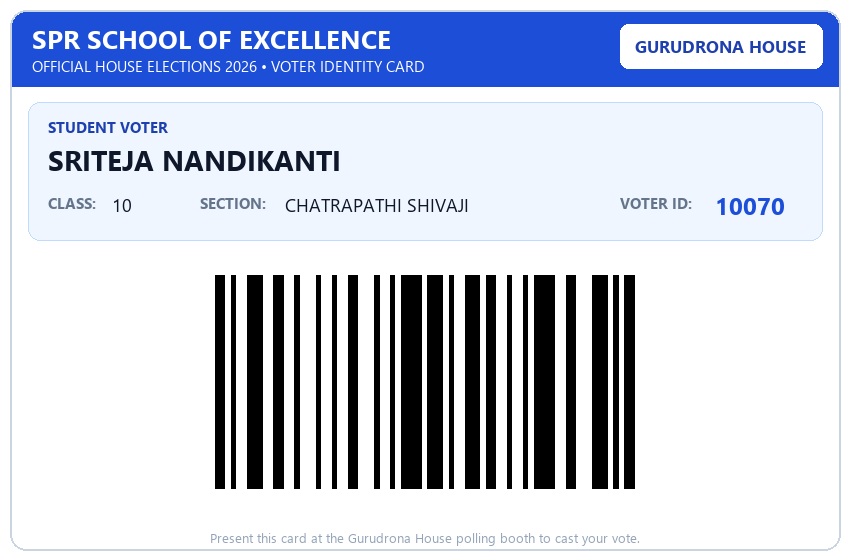 SPR SCHOOL OF EXCELLENCE
OFFICIAL HOUSE ELECTIONS 2026 • VOTER IDENTITY CARD
GURUDRONA HOUSE
STUDENT VOTER
SRITEJA NANDIKANTI
CLASS: 10 SECTION: CHATRAPATHI SHIVAJI VOTER ID: 10070
Present this card at the Gurudrona House polling booth to cast your vote.